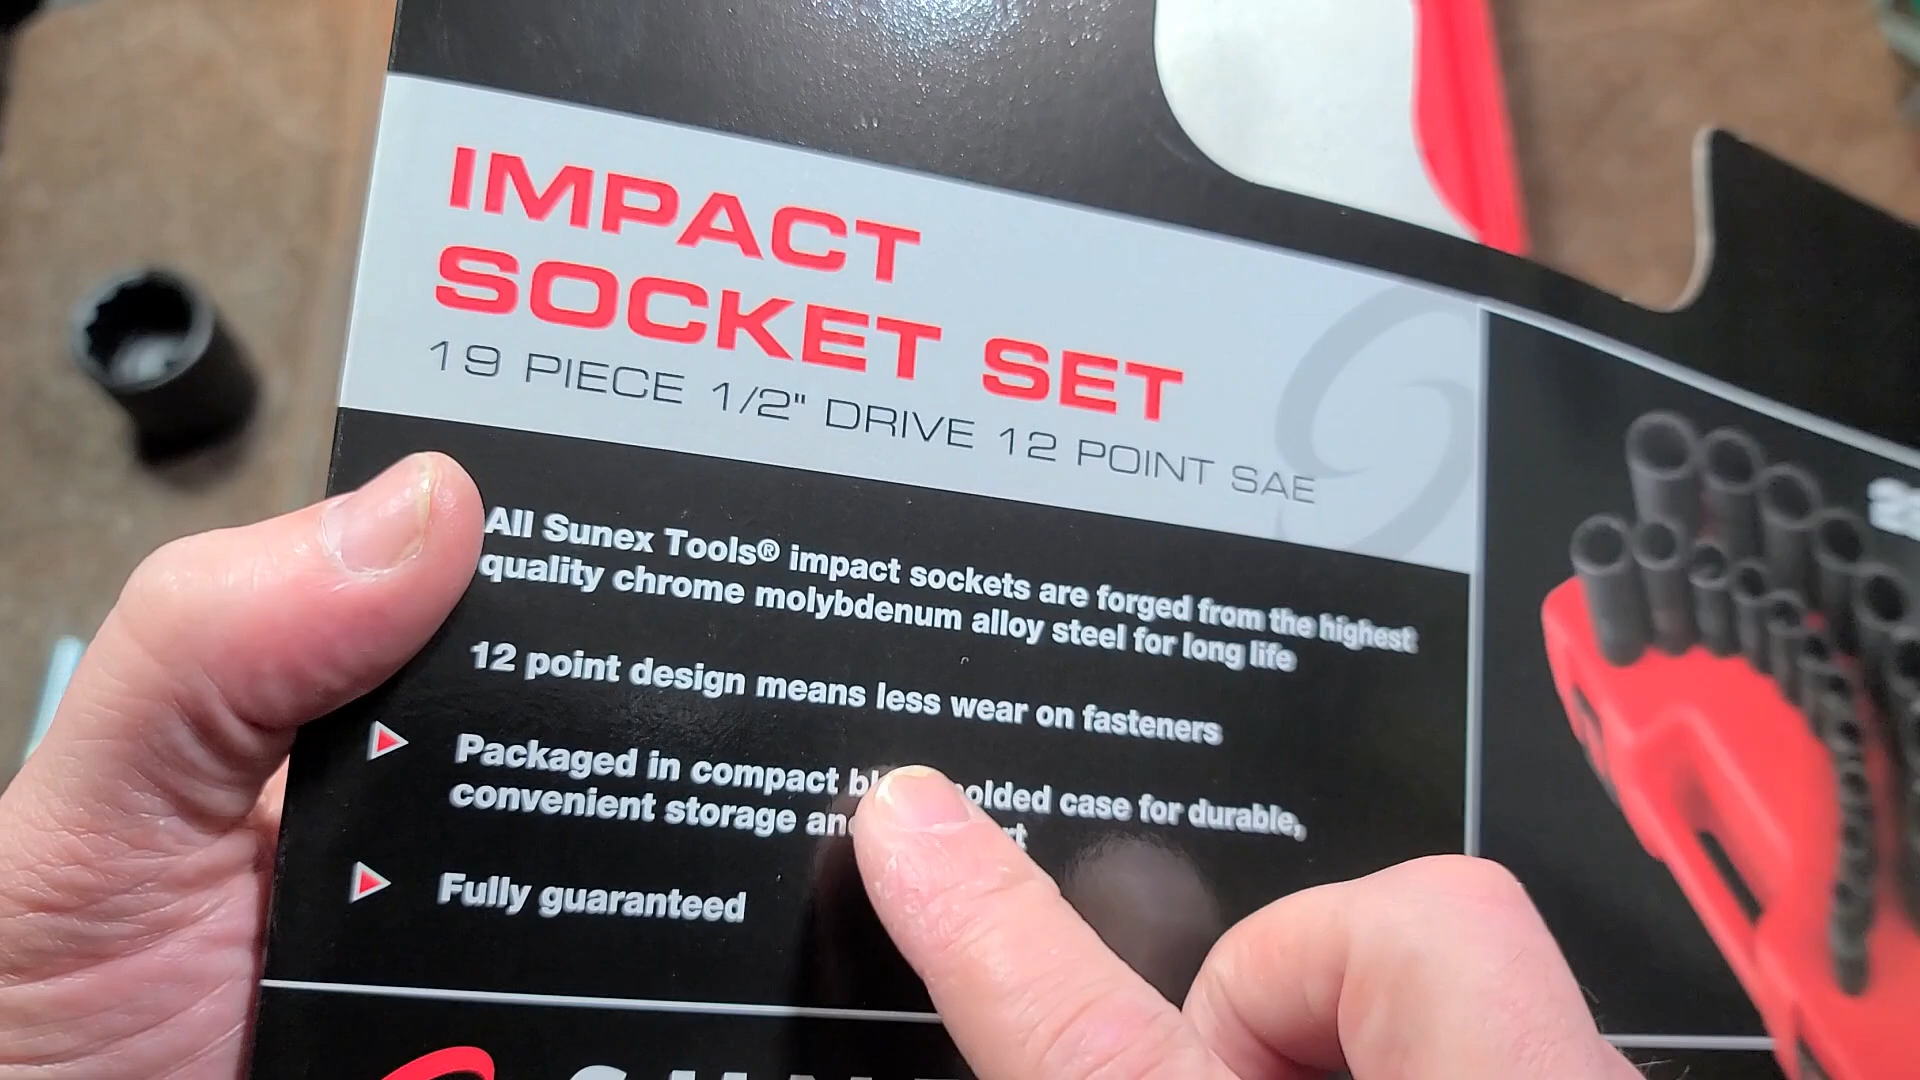 IMPACT
SOCKET SET
19 PIECE 1/2" DRIVE 12 POINT SAE
All Sunex Tools® impact sockets are forged from the highest
quality chrome molybdenum alloy steel for long life
12 point design means less wear on fasteners
Packaged in compact case for durable,
convenient storage
Fully guaranteed